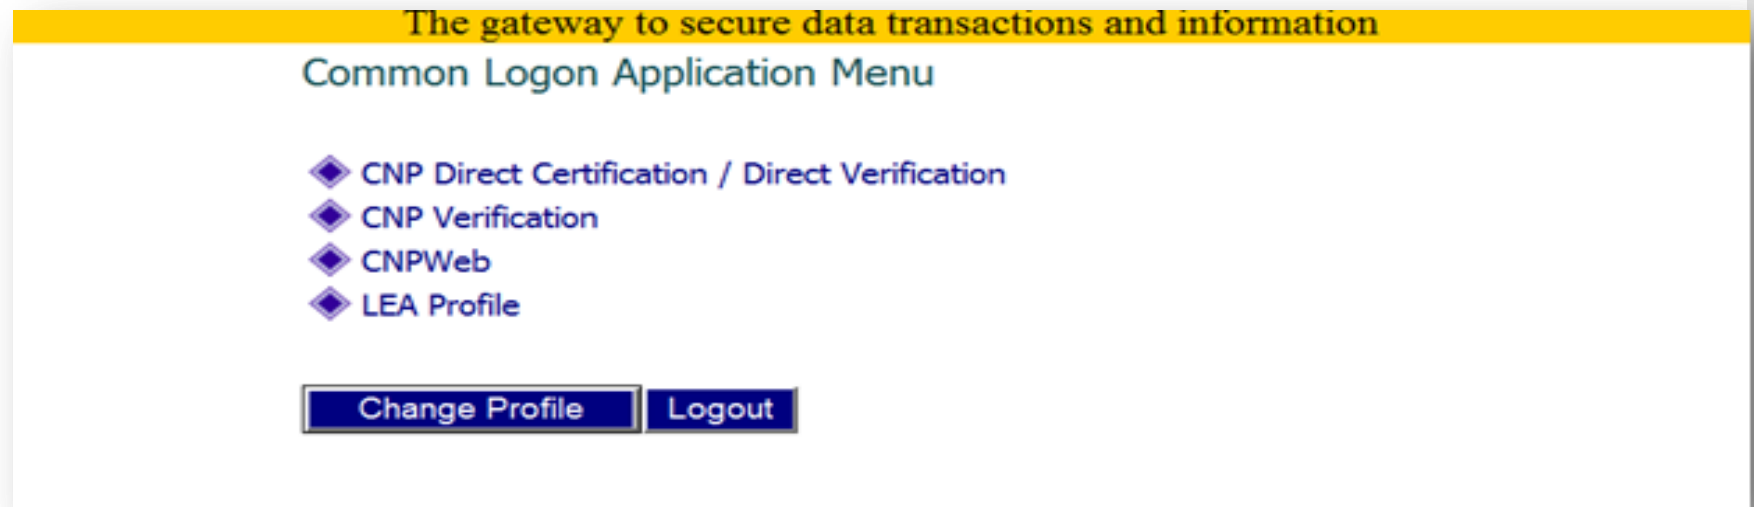 The gateway to secure data transactions and information
Common Logon Application Menu
CNP Direct Certification / Direct Verification
CNP Verification
CNPWeb
LEA Profile
Change Profile Logout